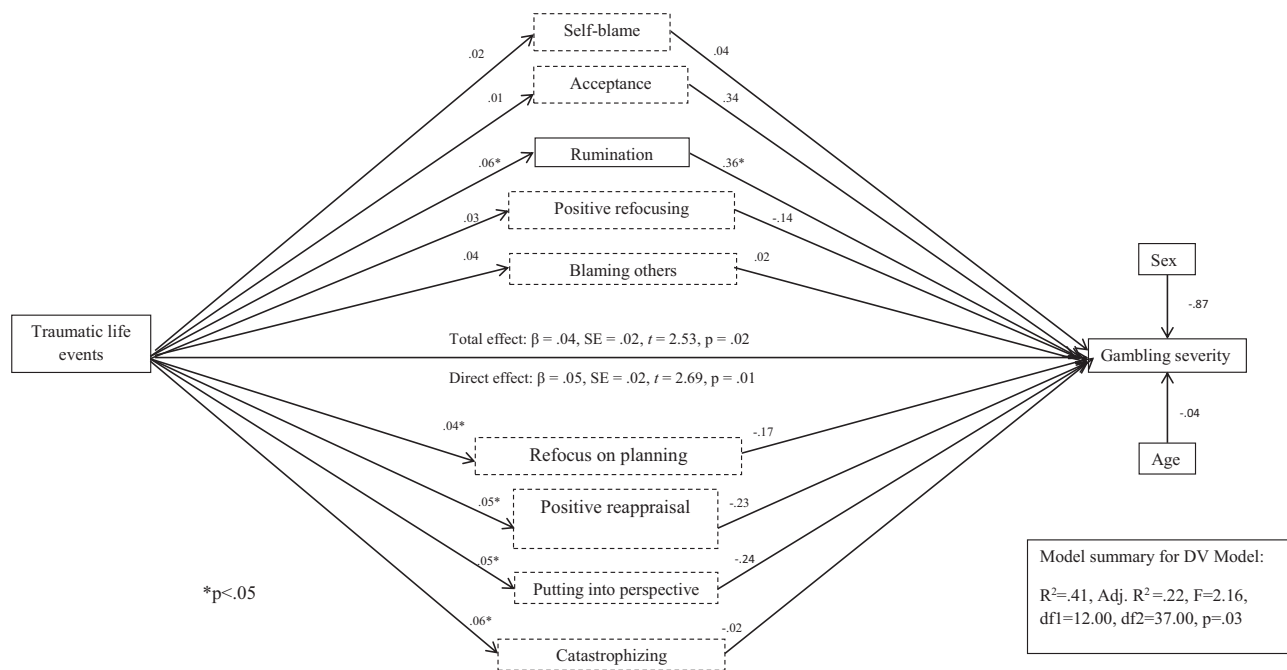 Self-blame
.02
.04
Acceptance
.01
.34
Rumination
.06*
.36*
Positive refocusing
.03
-.14
Blaming others
.04
.02
Sex
-.87
Traumatic life
events
Total effect: β = .04, SE = .02, t = 2.53, p = .02
Direct effect: β = .05, SE = .02, t = 2.69, p = .01
Gambling severity
-.04
Age
.04*
Refocus on planning
-.17
.05*
Positive reappraisal
-.23
.05*
Putting into perspective
-.24
.06*
Catastrophizing
-.02
*p<.05
Model summary for DV Model:
R²=.41, Adj. R² =.22, F=2.16,
df1=12.00, df2=37.00, p=.03